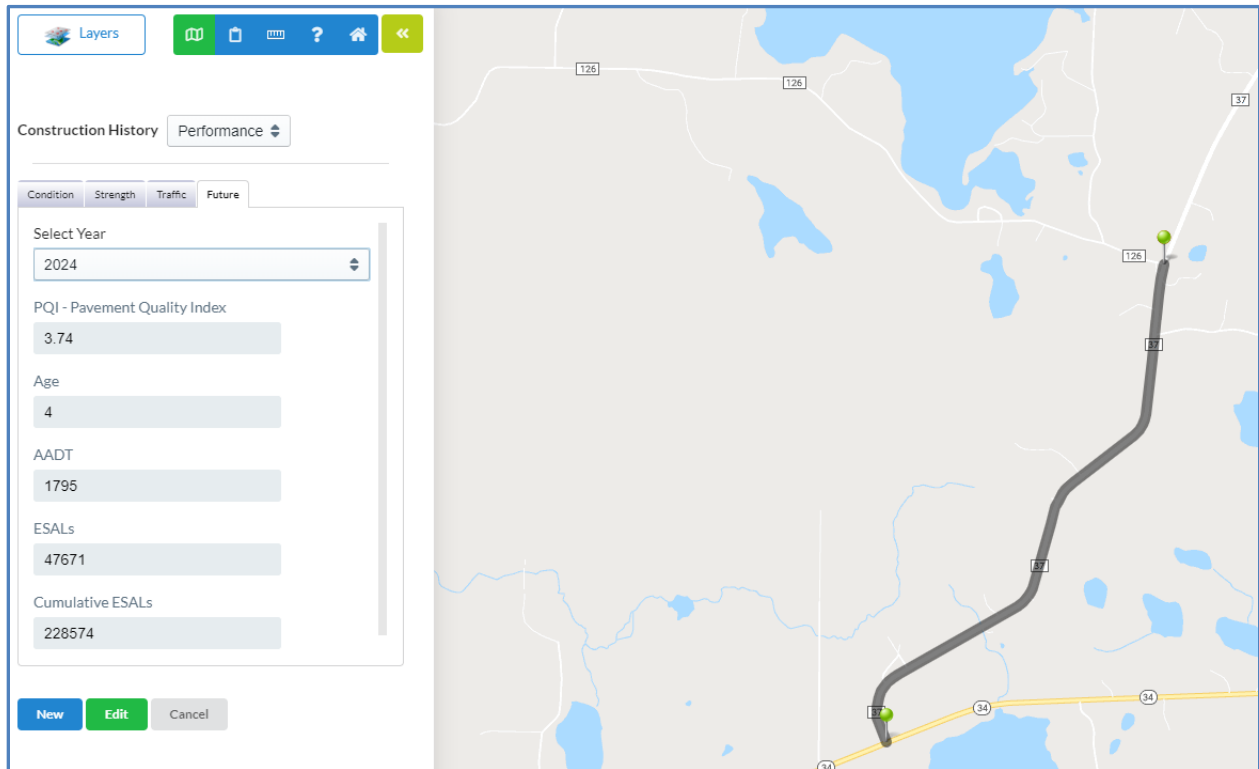 Layers
?
«
Construction History Performance
Condition Strength Traffic Future
Select Year
2024
PQI - Pavement Quality Index
3.74
Age
4
AADT
1795
ESALs
47671
Cumulative ESALs
228574
New Edit Cancel
126
126
37
126
37
37
37
34
34
34